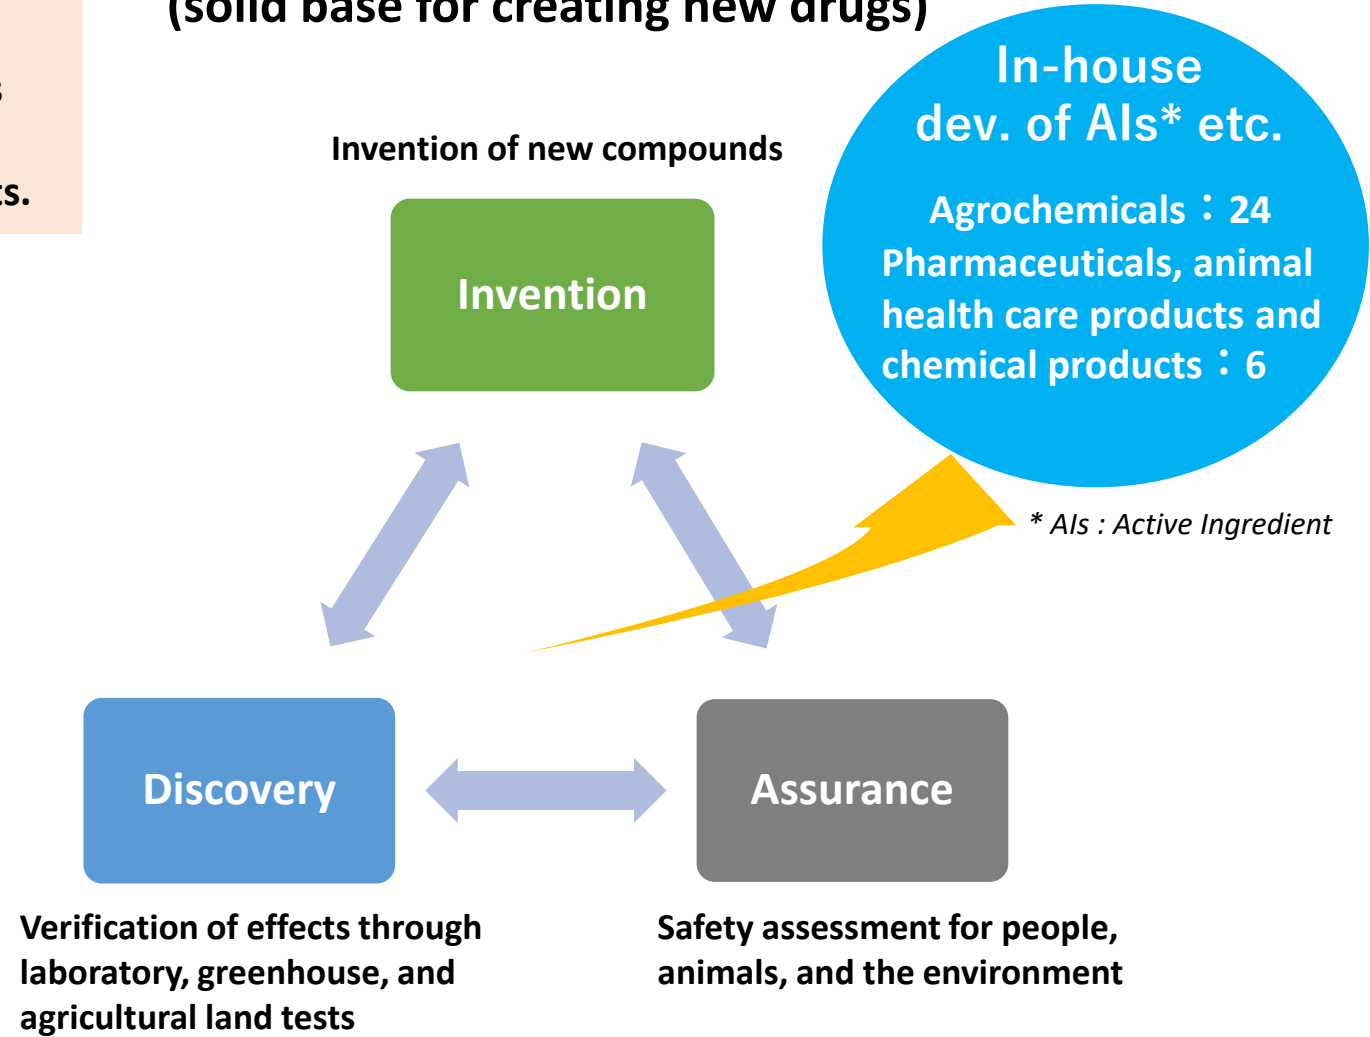 (solid base for creating new drugs)
s
ts.
In-house
dev. of AIs* etc.
Agrochemicals：24
Pharmaceuticals, animal
health care products and
chemical products：6
* AIs : Active Ingredient
Invention of new compounds
Invention
Discovery
Assurance
Verification of effects through
laboratory, greenhouse, and
agricultural land tests
Safety assessment for people,
animals, and the environment